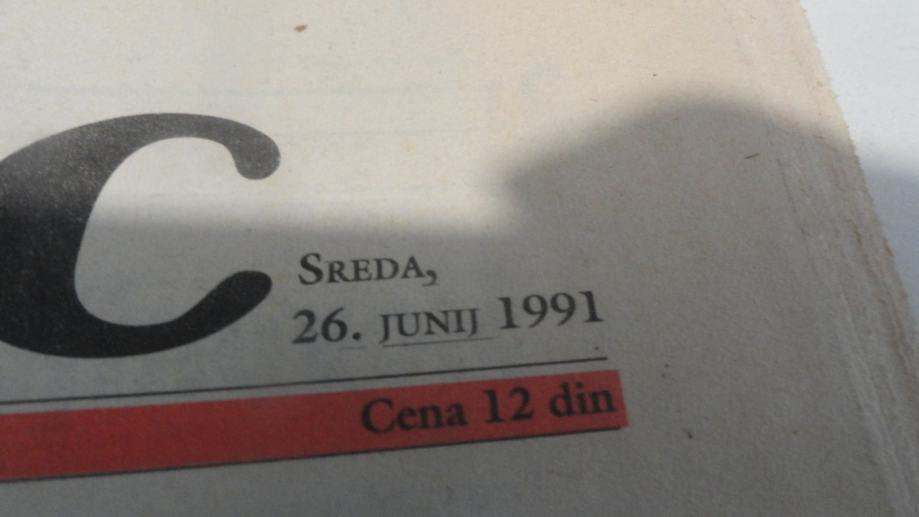 c
SREDA,
26. JUNIJ 1991
Cena 12 din